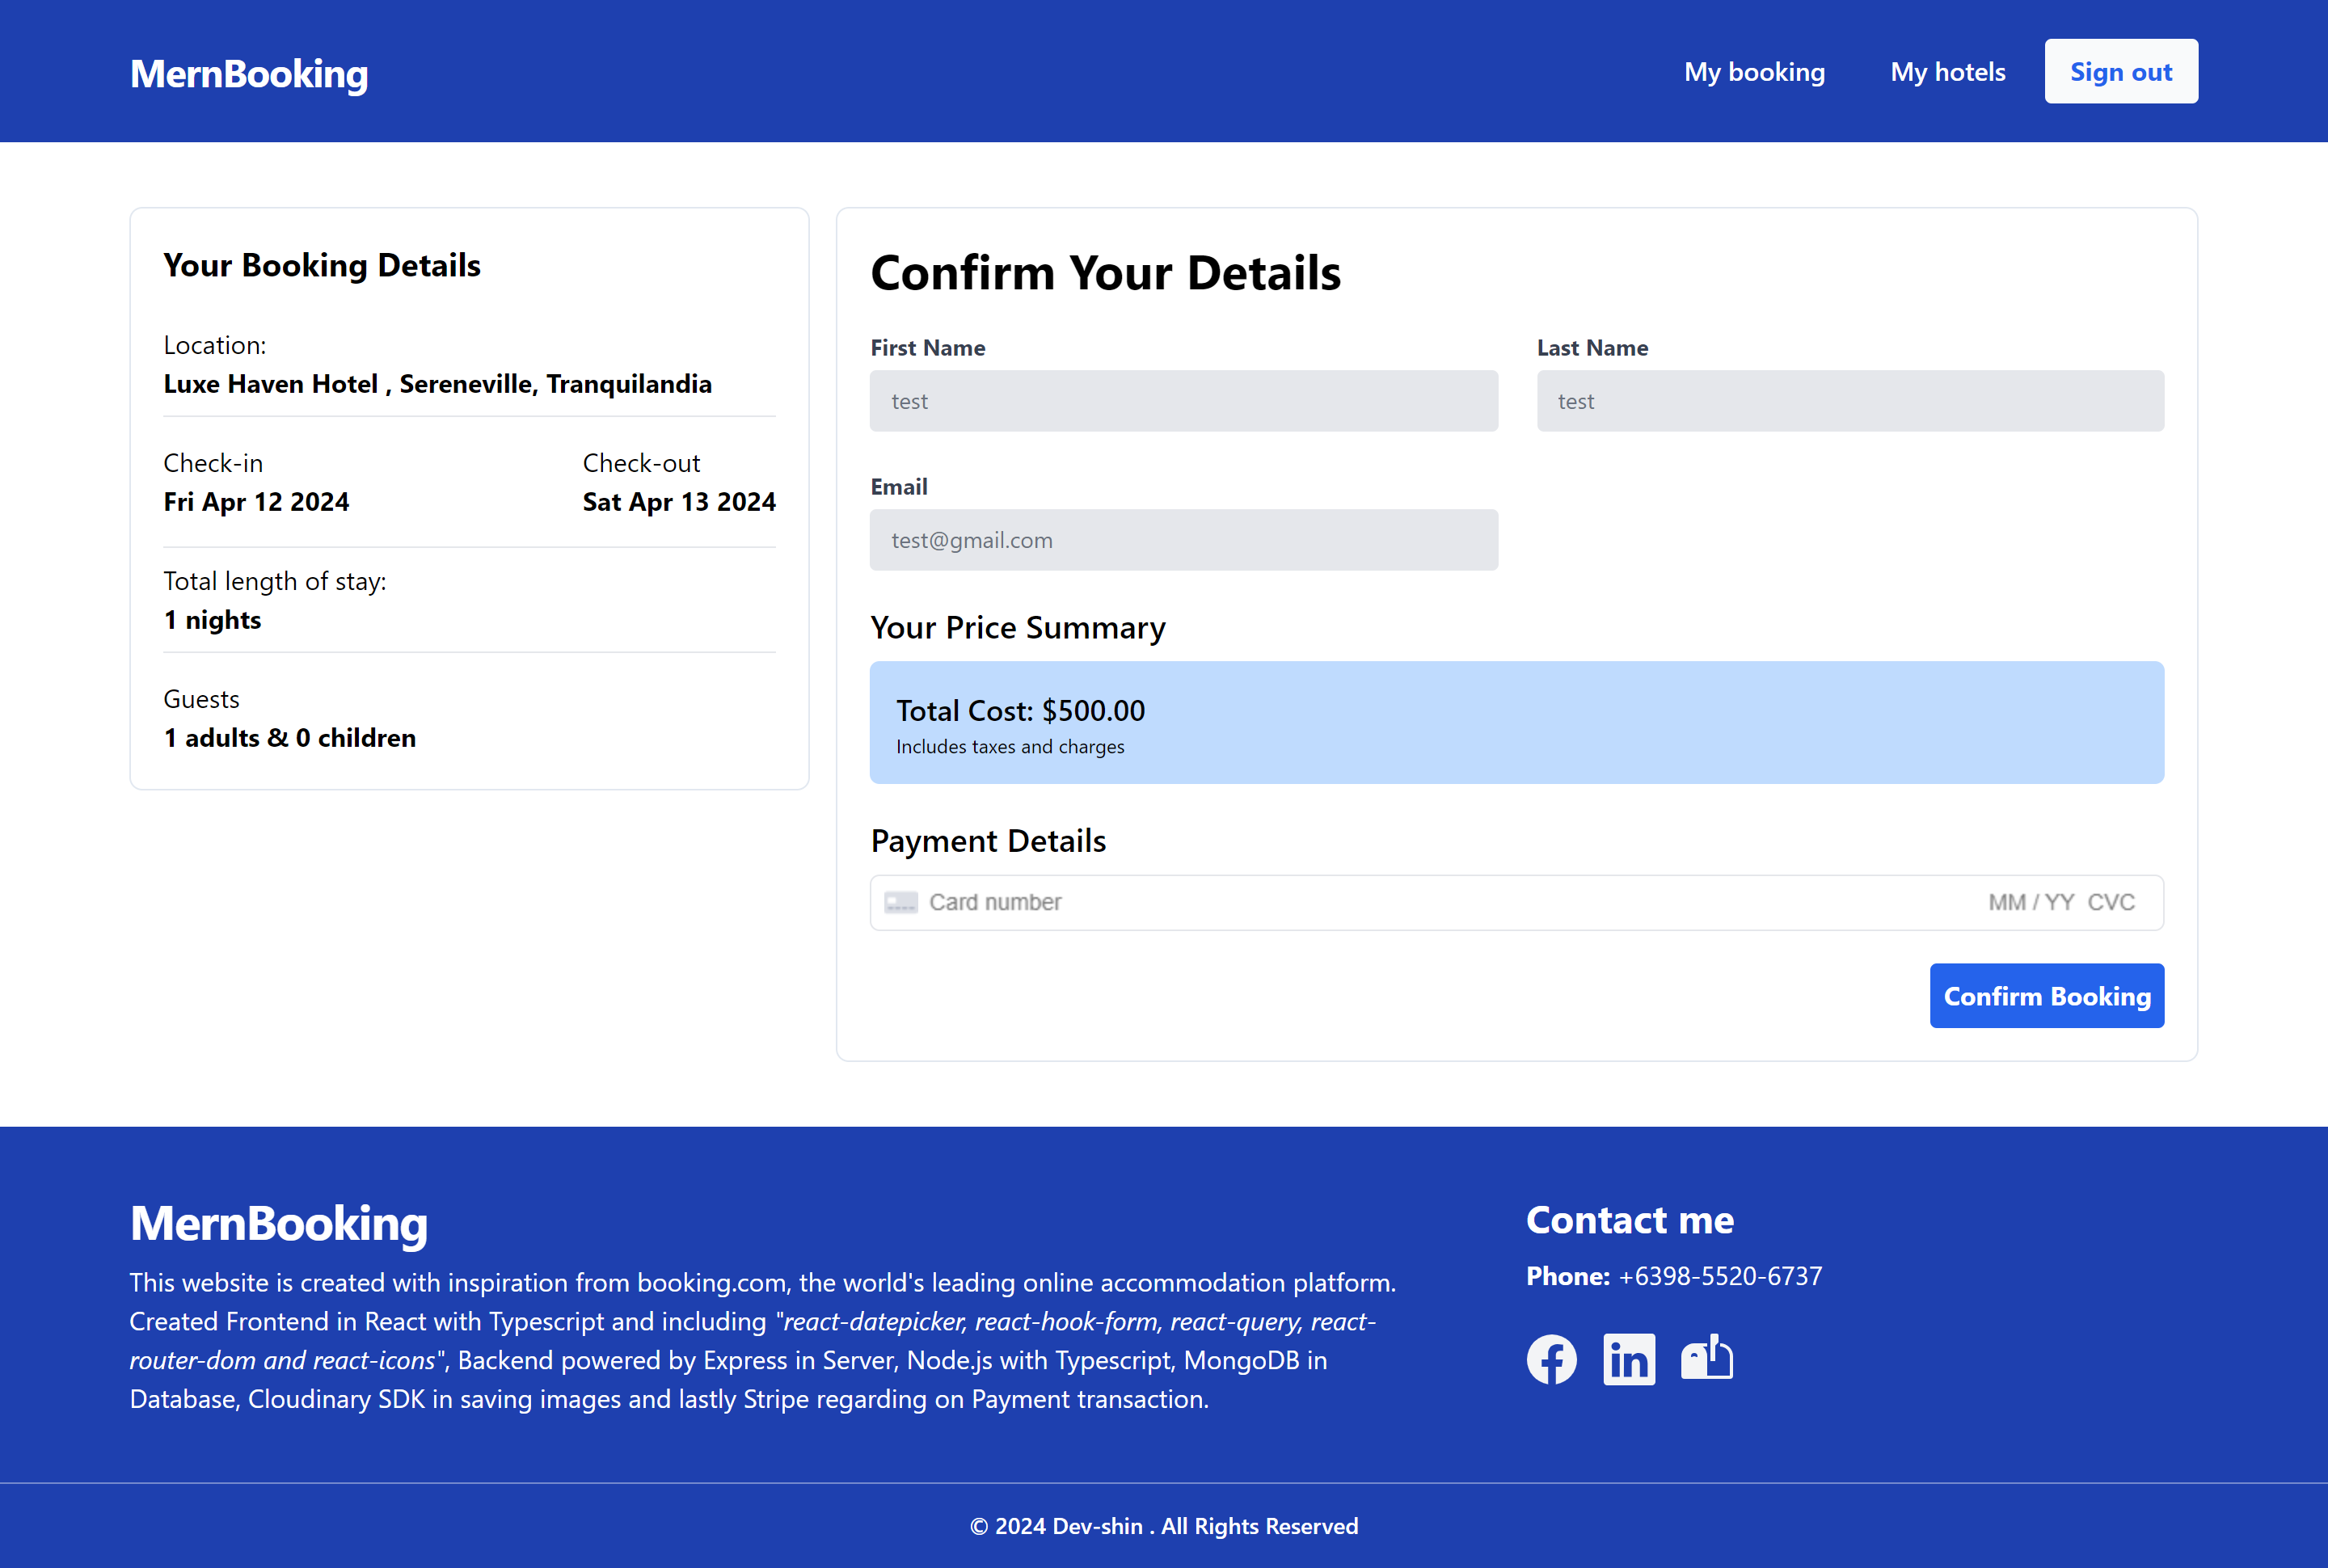 MernBooking
My booking
My hotels
Sign out
Your Booking Details
Location:
Luxe Haven Hotel , Sereneville, Tranquilandia
Check-in
Check-out
Fri Apr 12 2024
Sat Apr 13 2024
Total length of stay:
1 nights
Guests
1 adults & 0 children
Confirm Your Details
First Name
Last Name
test
test
Email
test@gmail.com
Your Price Summary
Total Cost: $500.00
Includes taxes and charges
Payment Details
Card number
MM / YY CVC
Confirm Booking
MernBooking
This website is created with inspiration from booking.com, the world's leading online accommodation platform.
Created Frontend in React with Typescript and including "react-datepicker, react-hook-form, react-query, react-
router-dom and react-icons", Backend powered by Express in Server, Node.js with Typescript, MongoDB in
Database, Cloudinary SDK in saving images and lastly Stripe regarding on Payment transaction.
Contact me
Phone: +6398-5520-6737
© 2024 Dev-shin . All Rights Reserved